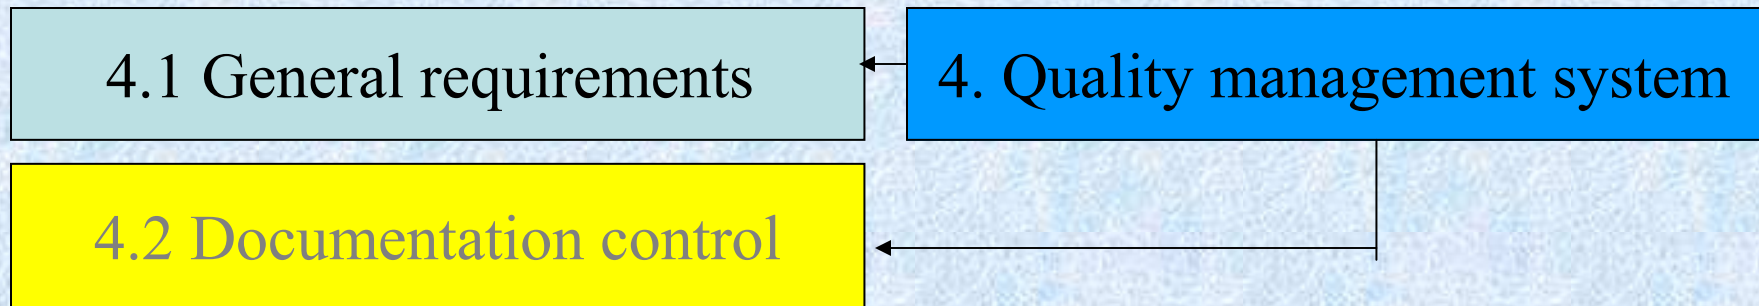 4.1 General requirements
4. Quality management system
4.2 Documentation control